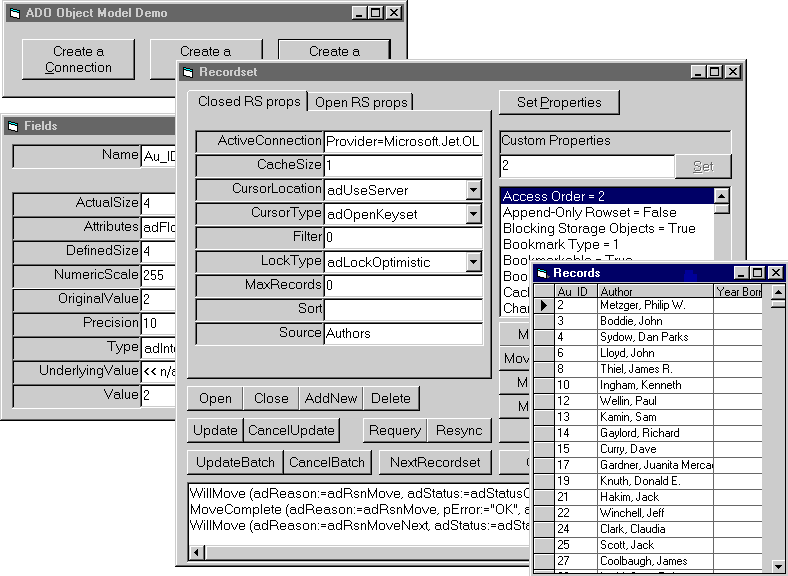 ADO Object Model Demo
Create a
Connection
Create a
Create a
Fields
Name Au_ID
ActualSize 4
Attributes adFlo
DefinedSize 4
NumericScale 255
OriginalValue 2
Precision 10
Type adInte
UnderlyingValue << n/a
Value 2
Recordset
Closed RS props
Open RS props
ActiveConnection Provider=Microsoft.Jet.OL
CacheSize 1
CursorLocation adUseServer
CursorType adOpenKeyset
Filter 0
LockType adLockOptimistic
MaxRecords 0
Sort
Source Authors
Set Properties
Custom Properties
2 Set
Access Order = 2
Append-Only Rowset = False
Blocking Storage Objects = True
Bookmark Type = 1
Bookmarkable = True
Boo
Cac
Cha
M
Mov
M
M
Open Close AddNew Delete
Update CancelUpdate Requery Resync
UpdateBatch CancelBatch NextRecordset
WillMove (adReason:=adRsnMove, adStatus:=adStatusO
MoveComplete (adReason:=adRsnMove, pError:="OK", a
WillMove (adReason:=adRsnMoveNext, adStatus:=adSta
Records
Au_ID Author Year Born
2 Metzger, Philip W.
3 Boddie, John
4 Sydow, Dan Parks
6 Lloyd, John
8 Thiel, James R.
10 Ingham, Kenneth
12 Wellin, Paul
13 Kamin, Sam
14 Gaylord, Richard
15 Curry, Dave
17 Gardner, Juanita Merca
19 Knuth, Donald E.
21 Hakim, Jack
22 Winchell, Jeff
24 Clark, Claudia
25 Scott, Jack
27 Coolbaugh, James